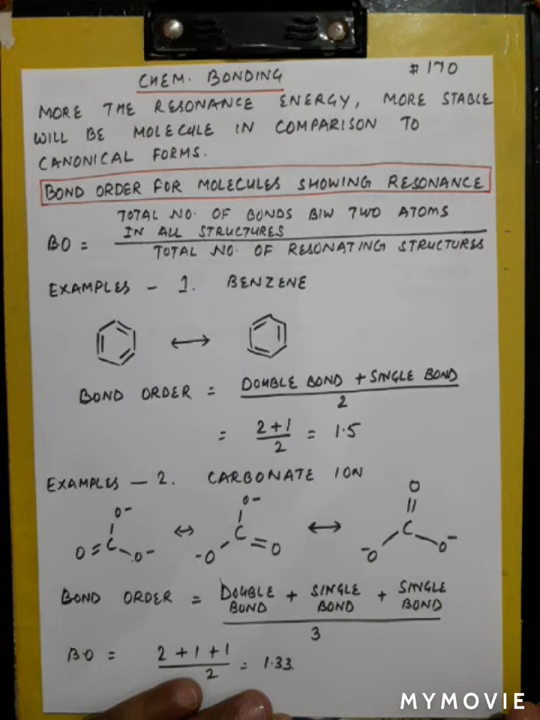 CHEM. BONDING
#170
MORE THE RESONANCE ENERGY, MORE STABLE
WILL BE MOLECULE IN COMPARISON TO
CANONICAL FORMS.
BOND ORDER FOR MOLECULES SHOWING RESONANCE
BO = TOTAL NO. OF BONDS B/W TWO ATOMS
IN ALL STRUCTURES
TOTAL NO. OF RESONATING STRUCTURES
EXAMPLES - 1. BENZENE
↔
BOND ORDER = DOUBLE BOND + SINGLE BOND
2
= 2+1 / 2 = 1.5
EXAMPLES - 2. CARBONATE ION
O- O- O
O=C O- ↔ -O C=O ↔ -O C O-
BOND ORDER = DOUBLE BOND + SINGLE BOND + SINGLE BOND
3
BO = 2+1+1 / 2 = 1.33
MYMOVIE